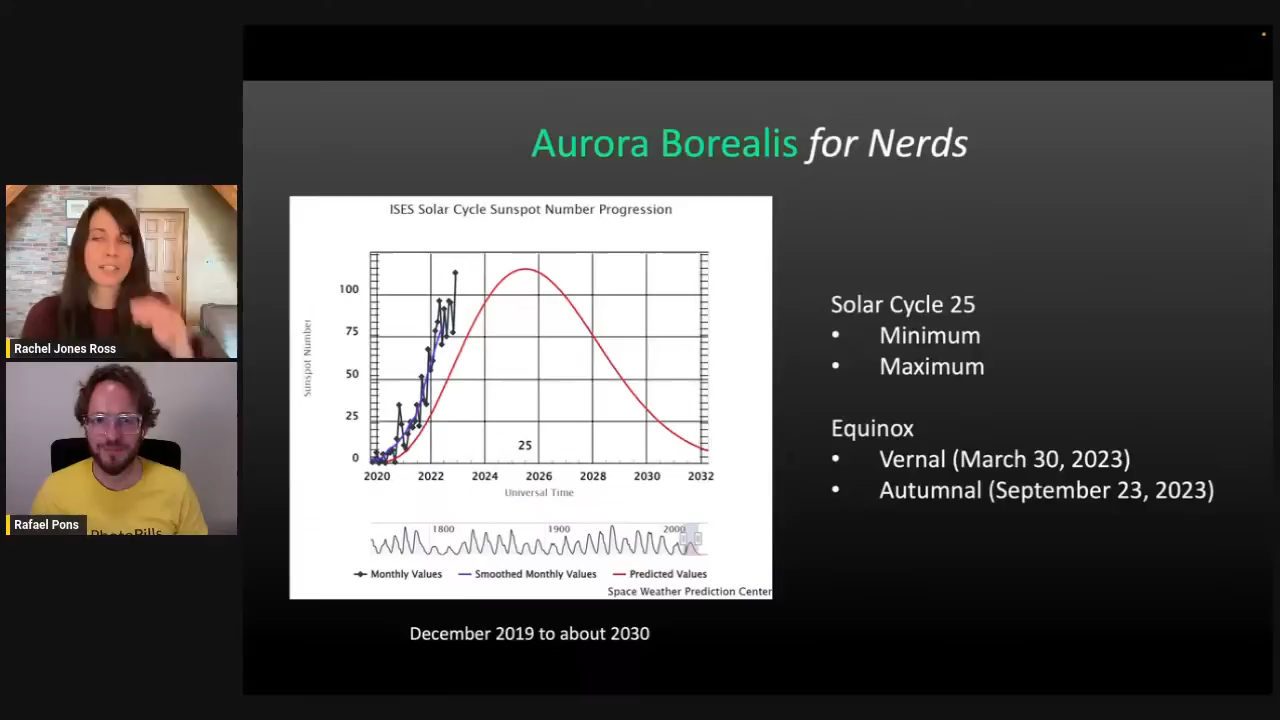 Aurora Borealis for Nerds
Rachel Jones Ross
Rafael Pons
PhotoPills
ISES Solar Cycle Sunspot Number Progression
Sunspot Number
100
75
50
25
0
25
2020 2022 2024 2026 2028 2030 2032
Universal Time
1800 1900 2000
Monthly Values Smoothed Monthly Values Predicted Values
Space Weather Prediction Center
December 2019 to about 2030
Solar Cycle 25
• Minimum
• Maximum
Equinox
• Vernal (March 30, 2023)
• Autumnal (September 23, 2023)